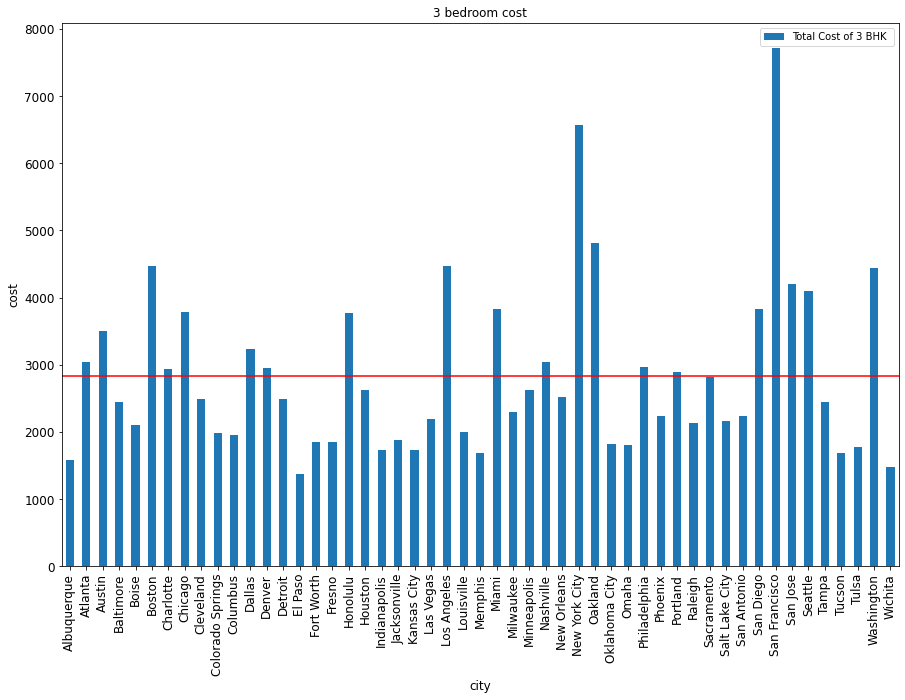 3 bedroom cost
Total Cost of 3 BHK
8000
7000
6000
5000
4000
3000
2000
1000
0
cost
Albuquerque
Atlanta
Austin
Baltimore
Boise
Boston
Charlotte
Chicago
Cleveland
Colorado Springs
Columbus
Dallas
Denver
Detroit
El Paso
Fort Worth
Fresno
Honolulu
Houston
Indianapolis
Jacksonville
Kansas City
Las Vegas
Los Angeles
Louisville
Memphis
Miami
Milwaukee
Minneapolis
Nashville
New Orleans
New York City
Oakland
Oklahoma City
Omaha
Philadelphia
Phoenix
Portland
Raleigh
Sacramento
Salt Lake City
San Antonio
San Diego
San Francisco
San Jose
Seattle
Tampa
Tucson
Tulsa
Washington
Wichita
city